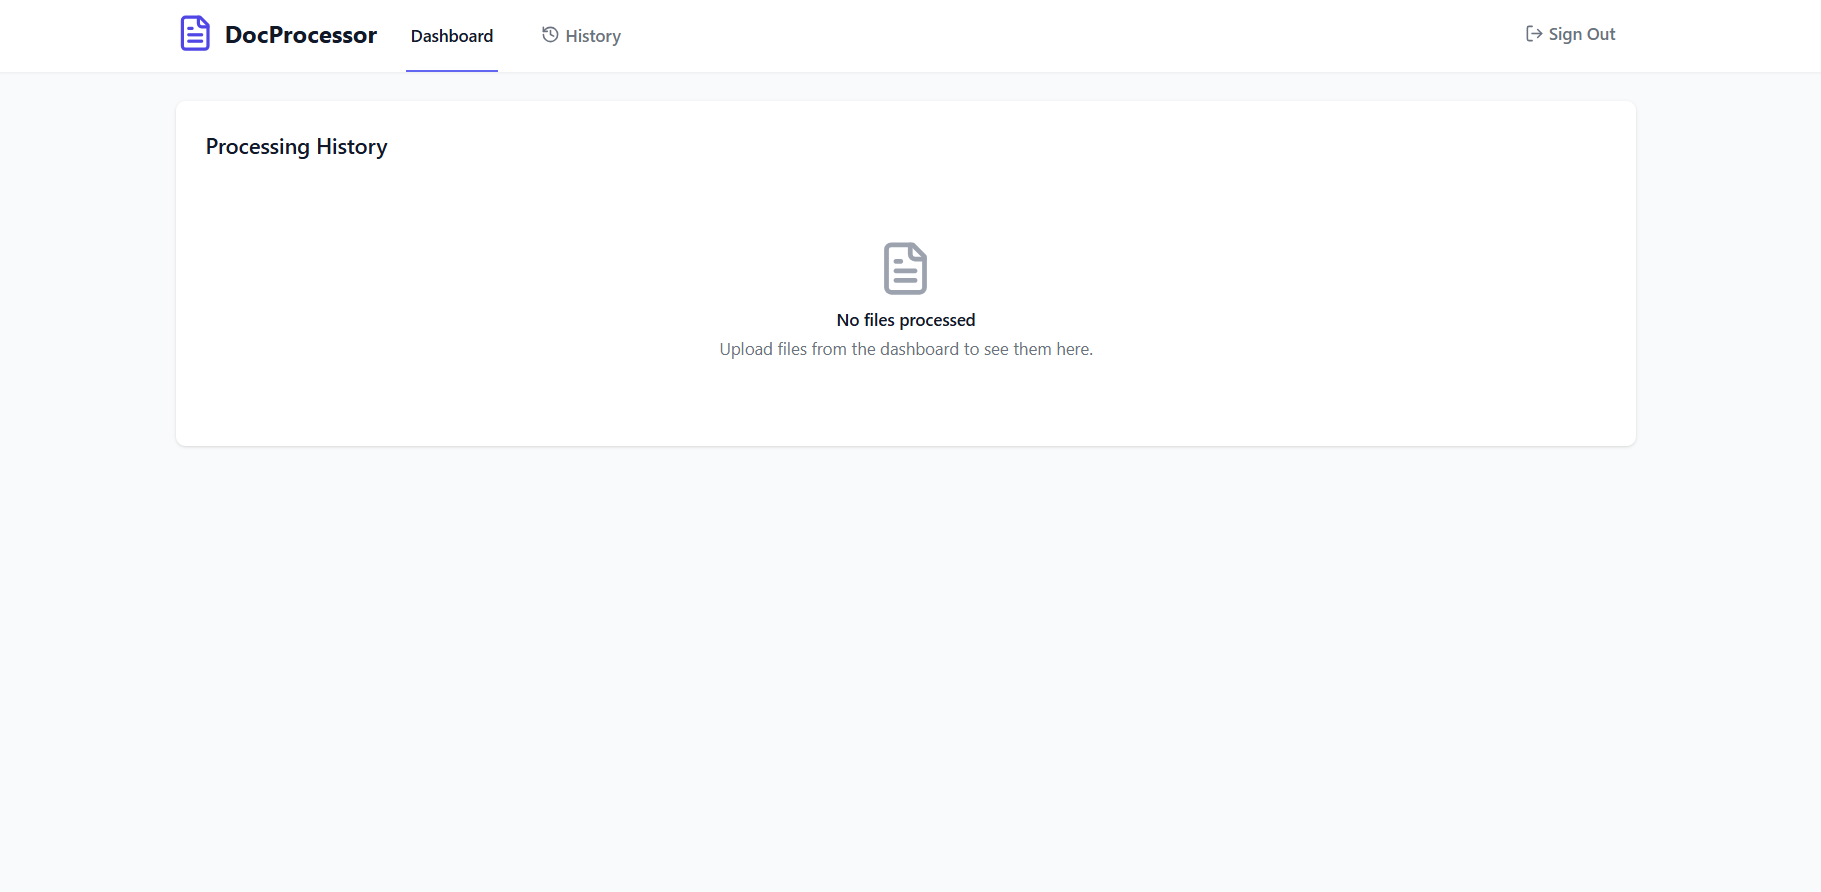 DocProcessor
Dashboard
History
Sign Out
Processing History
No files processed
Upload files from the dashboard to see them here.